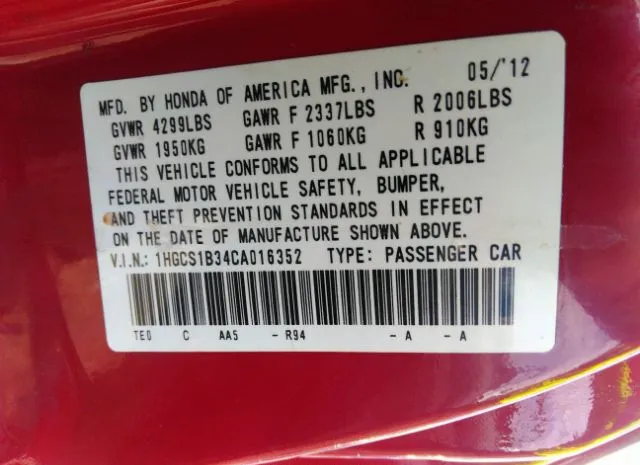 MFD. BY HONDA OF AMERICA MFG., INC. 05/'12
GVWR 4299LBS GAWR F 2337LBS R 2006LBS
GVWR 1950KG GAWR F 1060KG R 910KG
THIS VEHICLE CONFORMS TO ALL APPLICABLE
FEDERAL MOTOR VEHICLE SAFETY, BUMPER,
AND THEFT PREVENTION STANDARDS IN EFFECT
ON THE DATE OF MANUFACTURE SHOWN ABOVE.
V.I.N.: 1HGCS1B34CA016352 TYPE: PASSENGER CAR
TE0 C AA5 - R94 - A - A